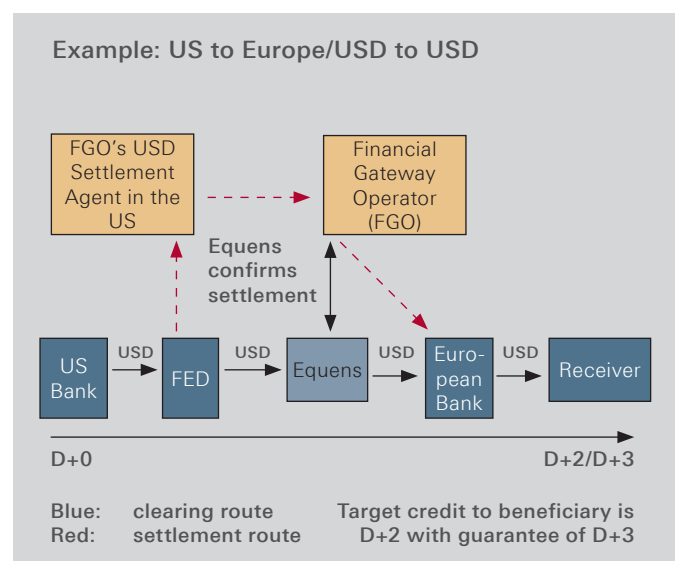 Example: US to Europe/USD to USD
FGO's USD
Settlement
Agent in the
US
Financial
Gateway
Operator
(FGO)
Equens
confirms
settlement
US
Bank
USD
FED
USD
Equens
USD
Euro-
pean
Bank
USD
Receiver
D+0
D+2/D+3
Blue: clearing route
Red: settlement route
Target credit to beneficiary is
D+2 with guarantee of D+3